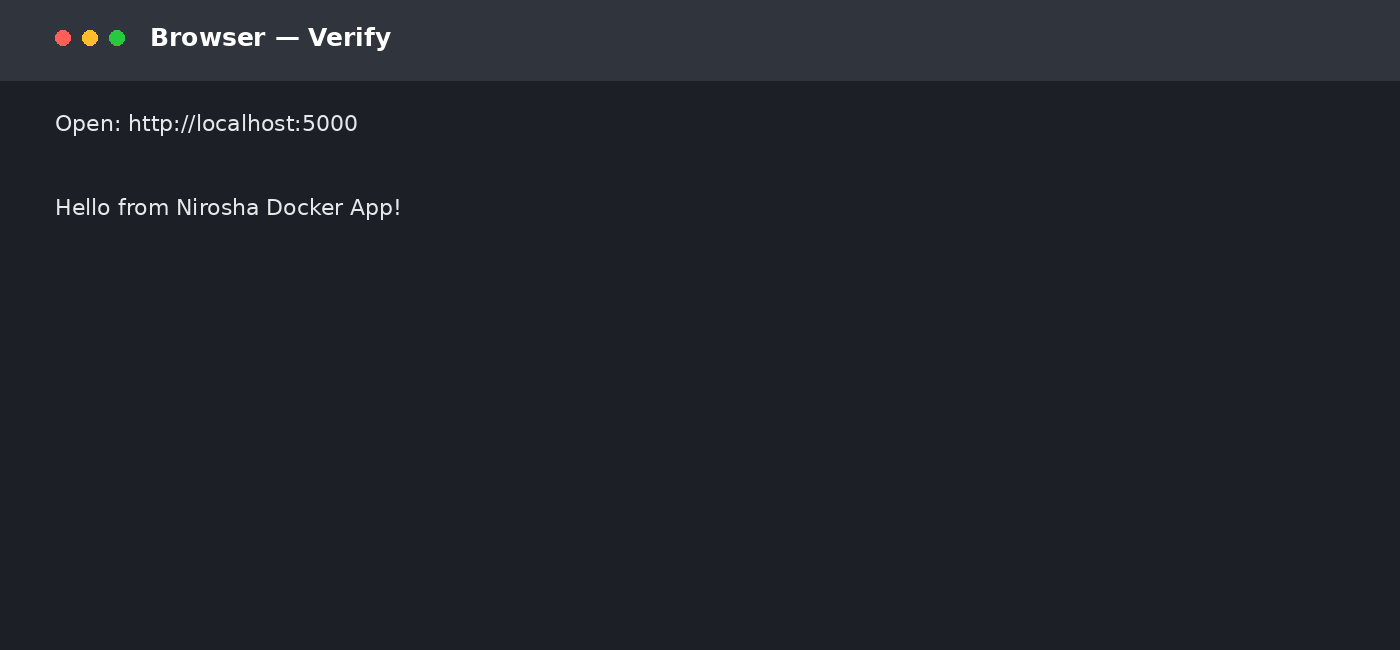 Browser — Verify
Open: http://localhost:5000
Hello from Nirosha Docker App!